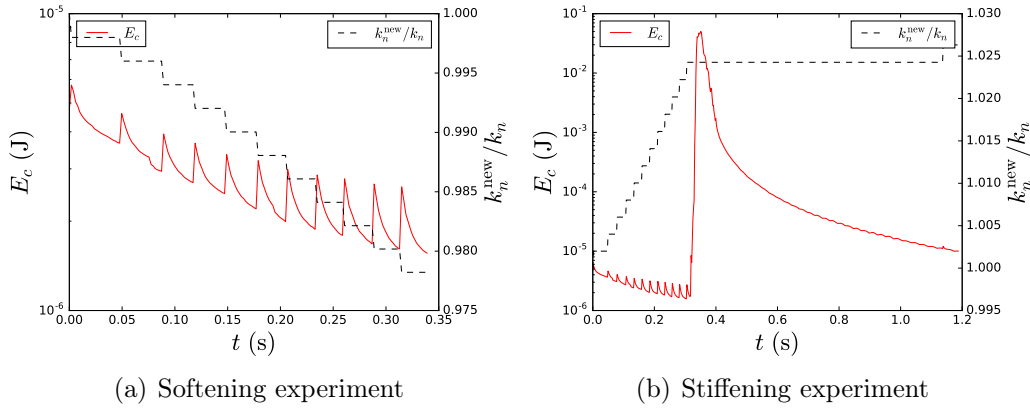 10⁻⁵
10⁻⁶
E_c (J)
E_c
k_n^new/k_n
1.000
0.995
0.990
0.985
0.980
0.975
k_n^new/k_n
0.00 0.05 0.10 0.15 0.20 0.25 0.30 0.35
t (s)
(a) Softening experiment
10⁻¹
10⁻²
10⁻³
10⁻⁴
10⁻⁵
10⁻⁶
E_c (J)
E_c
k_n^new/k_n
1.030
1.025
1.020
1.015
1.010
1.005
1.000
0.995
k_n^new/k_n
0.0 0.2 0.4 0.6 0.8 1.0 1.2
t (s)
(b) Stiffening experiment